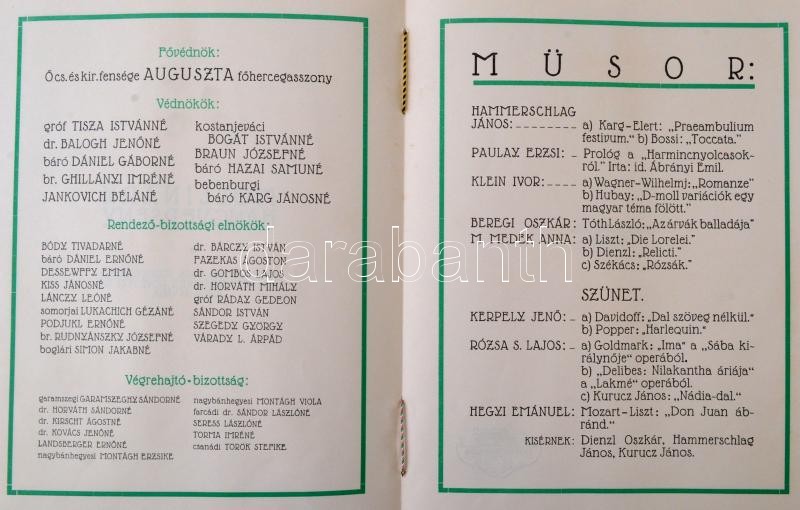 Fővédnök:
Ő cs. és kir. fensége AUGUSZTA főhercegasszony
Védnökök:
gróf TISZA ISTVÁNNÉ
dr. BALOGH JENŐNÉ
báró DÁNIEL GÁBORNÉ
br. GHILLÁNYI IMRÉNÉ
JANKOVICH BÉLÁNÉ
kostanjeváci
BOGÁT ISTVÁNNÉ
BRAUN JÓZSEFNÉ
báró HAZAI SAMUNÉ
bebenburgi
báró KARG JÁNOSNÉ
Rendező-bizottsági elnökök:
BÓDY TIVADARNÉ
báró DÁNIEL ERNŐNÉ
DESSEWFFY EMMA
KISS JÁNOSNÉ
LÁNCZY LEÓNÉ
somorjai LUKACHICH GÉZÁNÉ
PODJUKL ERNŐNÉ
br. RUDNYÁNSZKY JÓZSEFNÉ
boglári SIMON JAKABNÉ
dr. BÁRCZY ISTVÁN
FAZEKAS ÁGOSTON
dr. GOMBOS LAJOS
dr. HORVÁTH MIHÁLY
gróf RÁDAY GEDEON
SÁNDOR ISTVÁN
SZEGEDY GYÖRGY
VÁRADY L. ÁRPÁD
Végrehajtó-bizottság:
garamszegi GARAMSZEGHY SÁNDORNÉ
dr. HORVÁTH SÁNDORNÉ
dr. KIRSCHT ÁGOSTNÉ
dr. KOVÁCS JENŐNÉ
LANDSBERGER ERNŐNÉ
nagybánhegyesi MONTÁGH ERZSIKE
nagybánhegyesi MONTÁGH VIOLA
farcádi dr. SÁNDOR LÁSZLÓNÉ
SERESS LÁSZLÓNÉ
TORMA IMRÉNÉ
csanádi TÖRÖK STEFIKE
MŰSOR:
HAMMERSCHLAG
JÁNOS: a) Karg-Elert: „Praeambulium
festivum." b) Bossi: „Toccata."
PAULAY ERZSI: – Prológ a „Harmincnyolcasok-
ról." Irta: id. Ábrányi Emil.
KLEIN IVOR: a) Wagner-Wilhelmj: „Romanze"
b) Hubay: „D-moll variációk egy
magyar téma fölött."
BEREGI OSZKÁR: Tóth László: „Az árvák balladája"
M. MEDEK ANNA: a) Liszt: „Die Lorelei."
b) Dienzl: „Relicti."
c) Székács: „Rózsák."
SZÜNET.
KERPELY JENŐ: – a) Davidoff: „Dal szöveg nélkül."
b) Popper: „Harlequin."
RÓZSA S. LAJOS: – a) Goldmark: „Ima" a „Sába ki-
rálynője" operából.
b) „Delibes: Nilakantha áriája"
a „Lakmé" operából.
c) Kurucz János: „Nádia-dal."
HEGYI EMÁNUEL: Mozart-Liszt: „Don Juan áb-
ránd."
KISÉRNEK: Dienzl Oszkár, Hammerschlag
János, Kurucz János.
darabanth